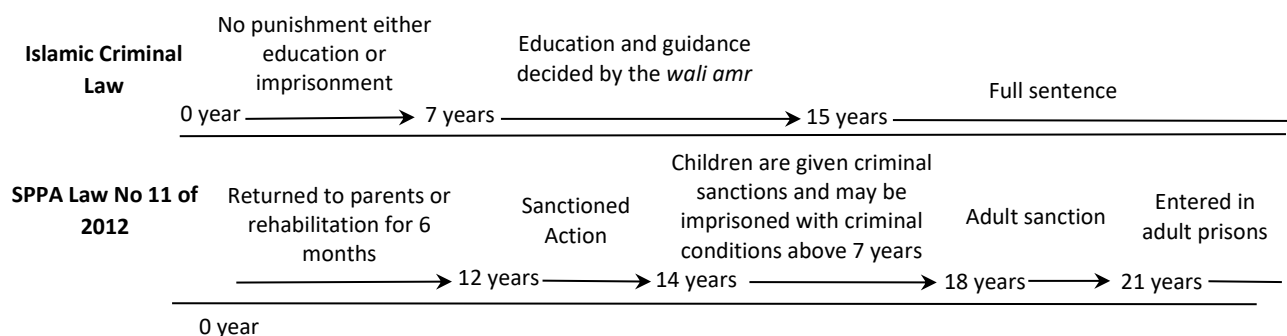 Islamic Criminal
Law
No punishment either
education or
imprisonment
Education and guidance
decided by the wali amr
Full sentence
0 year
7 years
15 years
SPPA Law No 11 of
2012
Returned to parents or
rehabilitation for 6
months
Sanctioned
Action
Children are given criminal
sanctions and may be
imprisoned with criminal
conditions above 7 years
Adult sanction
Entered in
adult prisons
12 years
14 years
18 years
21 years
0 year